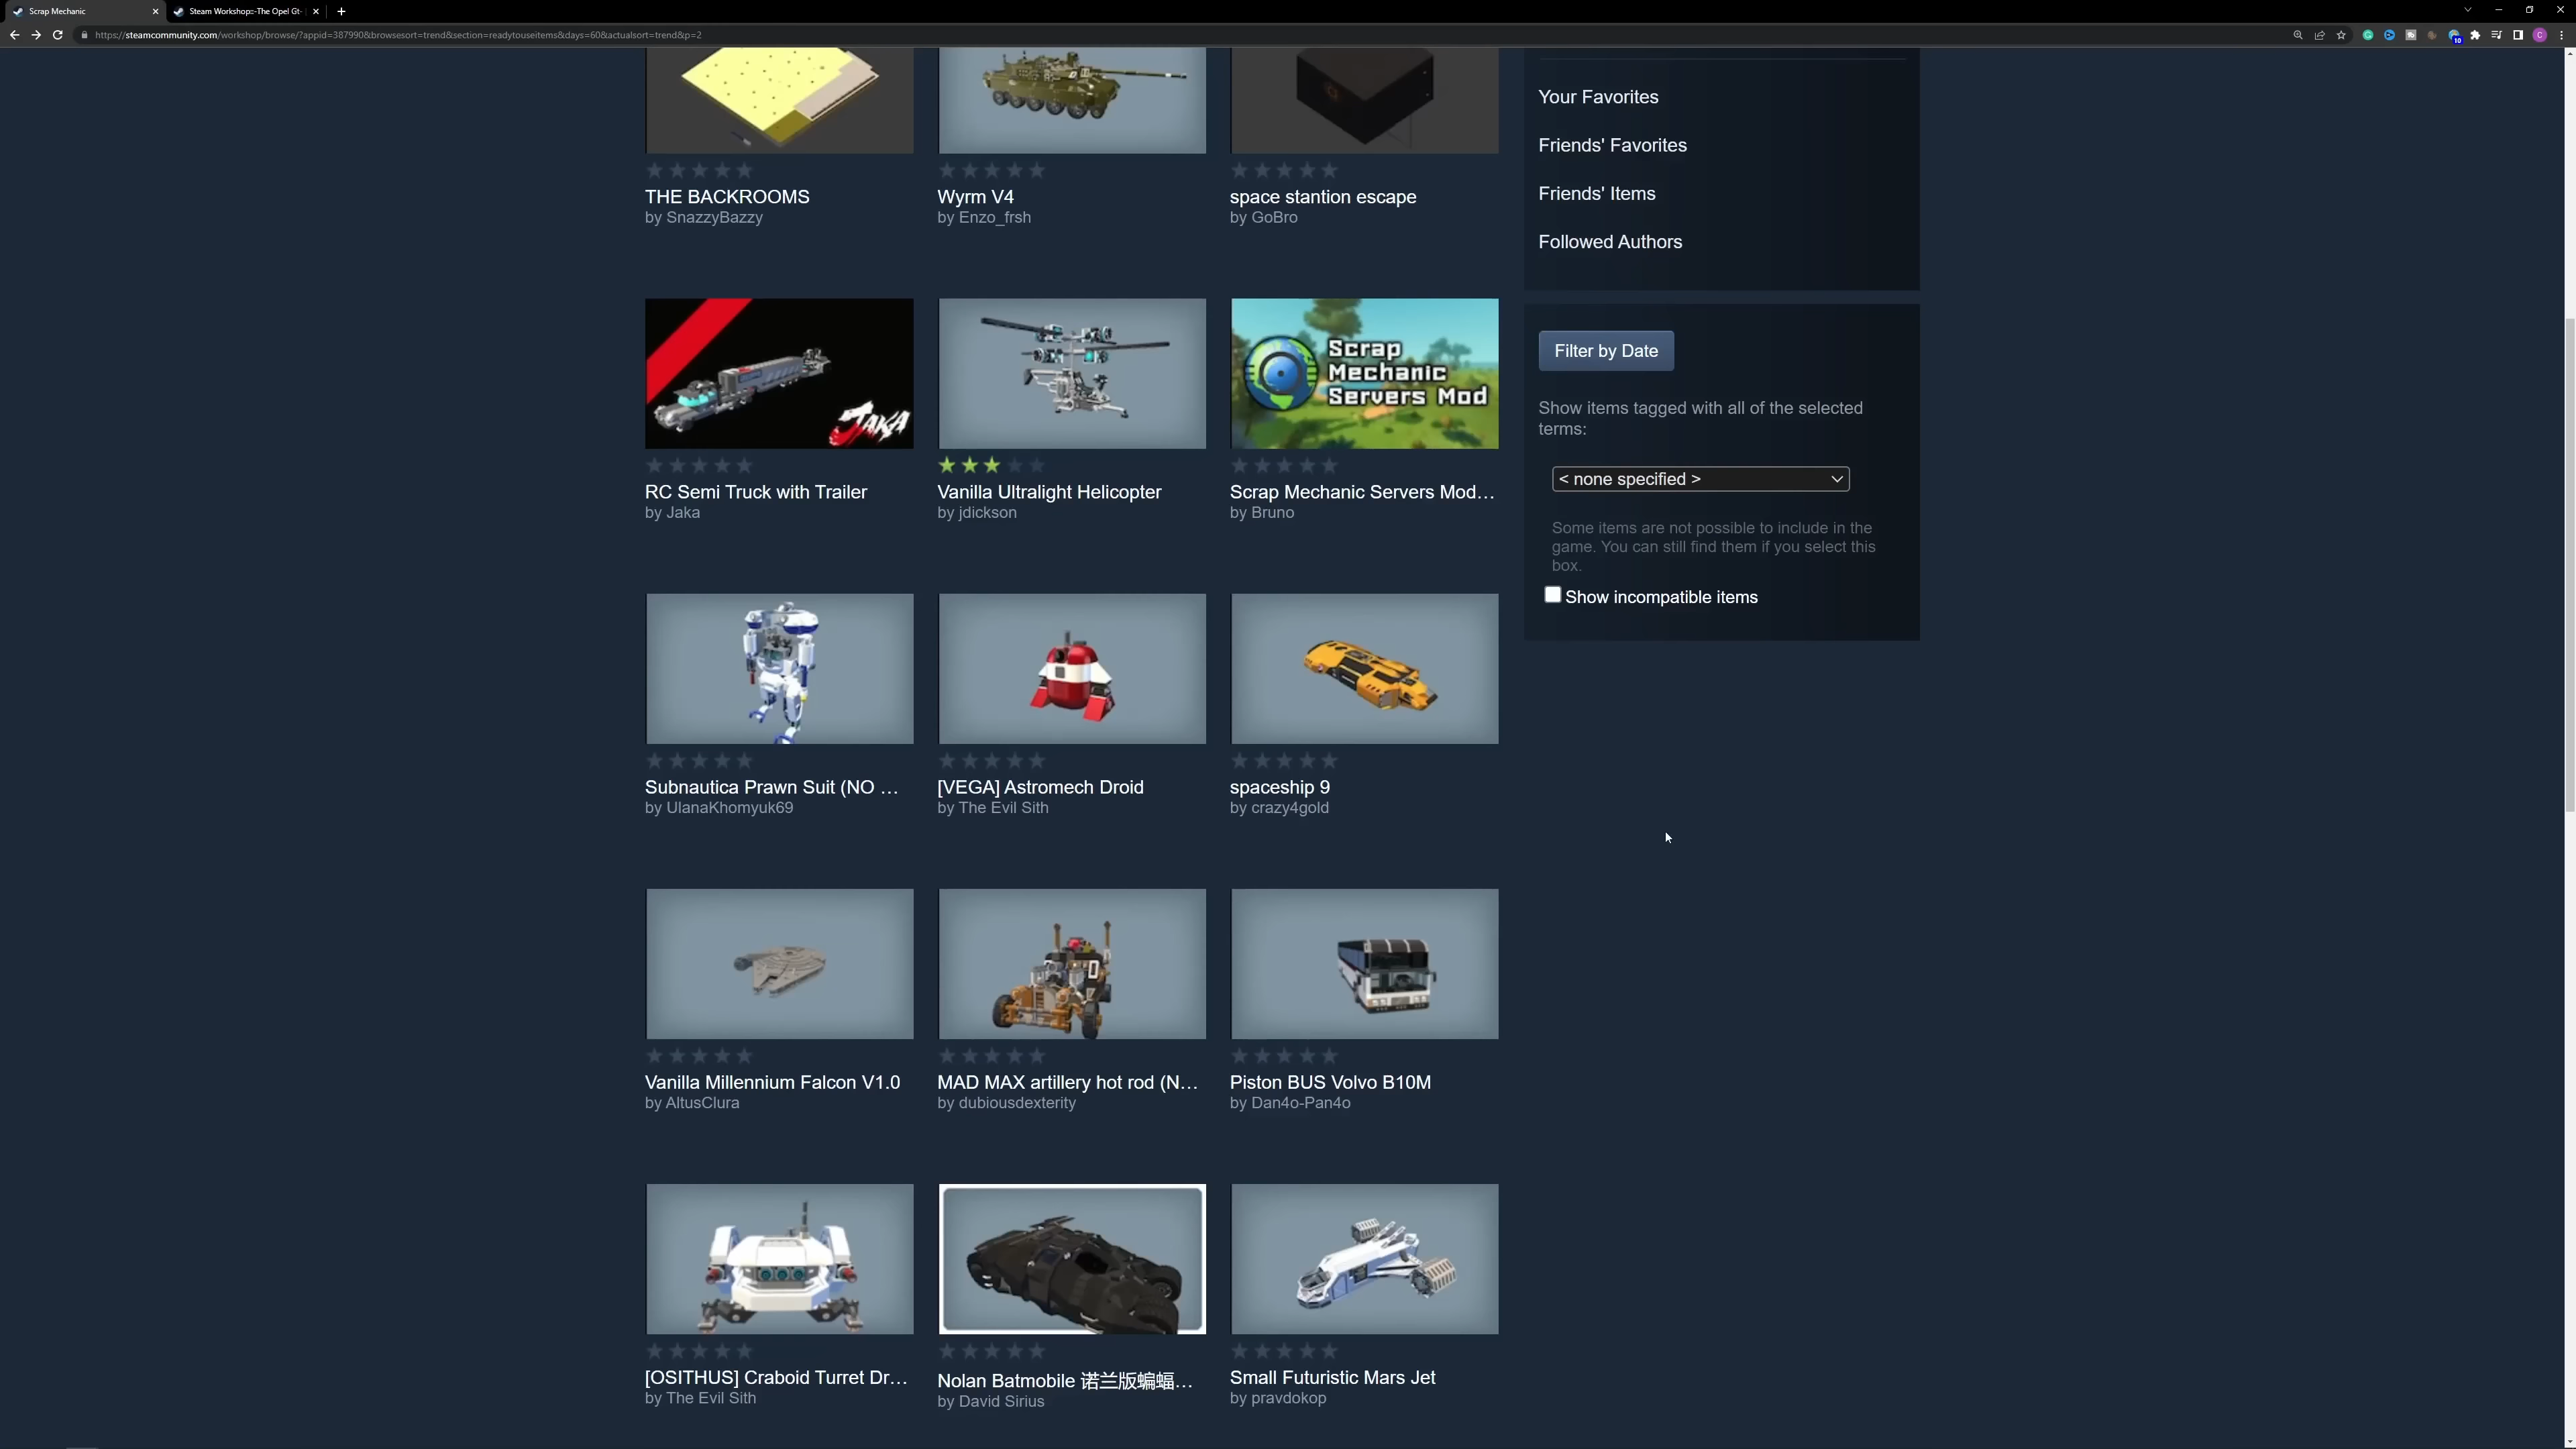 Scrap Mechanic
Steam Workshop::-The Opel Gt-
https://steamcommunity.com/workshop/browse/?appid=387990&browsesort=trend&section=readytouseitems&days=60&actualsort=trend&p=2
10
C
THE BACKROOMS
by SnazzyBazzy
Wyrm V4
by Enzo_frsh
space stantion escape
by GoBro
JAKA
RC Semi Truck with Trailer
by Jaka
Vanilla Ultralight Helicopter
by jdickson
Scrap
Mechanic
Servers Mod
Scrap Mechanic Servers Mod...
by Bruno
Subnautica Prawn Suit (NO ...
by UlanaKhomyuk69
[VEGA] Astromech Droid
by The Evil Sith
spaceship 9
by crazy4gold
Vanilla Millennium Falcon V1.0
by AltusClura
MAD MAX artillery hot rod (N...
by dubiousdexterity
Piston BUS Volvo B10M
by Dan4o-Pan4o
[OSITHUS] Craboid Turret Dr...
by The Evil Sith
Nolan Batmobile 诺兰版蝙蝠...
by David Sirius
Small Futuristic Mars Jet
by pravdokop
Your Favorites
Friends' Favorites
Friends' Items
Followed Authors
Filter by Date
Show items tagged with all of the selected
terms:
< none specified >
Some items are not possible to include in the
game. You can still find them if you select this
box.
Show incompatible items